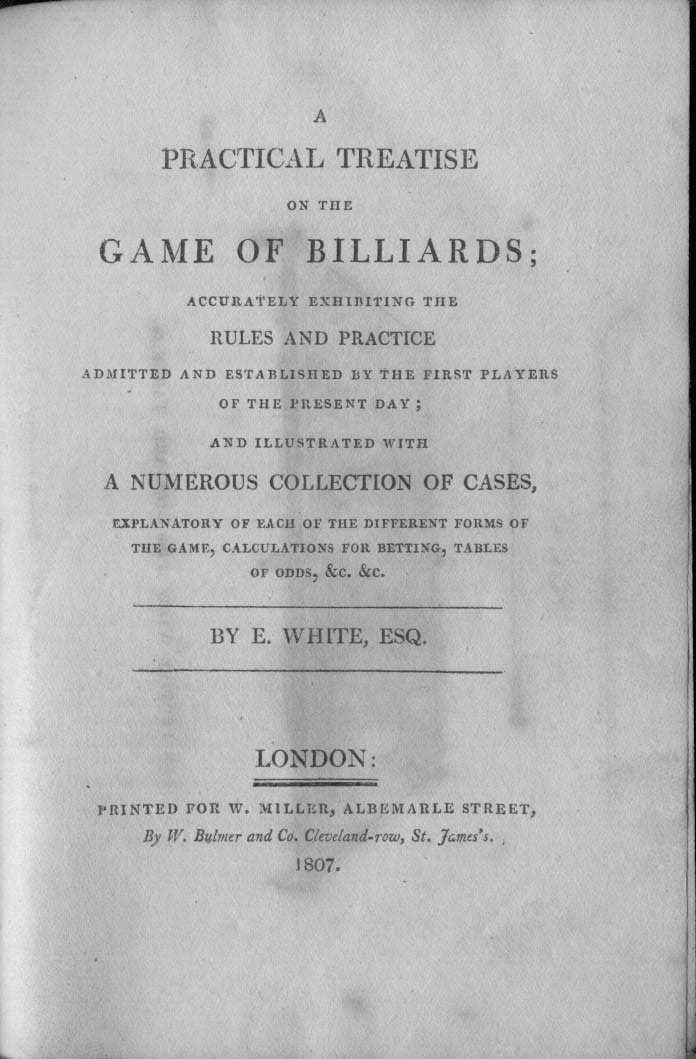 A
PRACTICAL TREATISE
ON THE
GAME OF BILLIARDS;
ACCURATELY EXHIBITING THE
RULES AND PRACTICE
ADMITTED AND ESTABLISHED BY THE FIRST PLAYERS
OF THE PRESENT DAY;
AND ILLUSTRATED WITH
A NUMEROUS COLLECTION OF CASES,
EXPLANATORY OF EACH OF THE DIFFERENT FORMS OF
THE GAME, CALCULATIONS FOR BETTING, TABLES
OF ODDS, &c. &c.
BY E. WHITE, ESQ.
LONDON:
PRINTED FOR W. MILLER, ALBEMARLE STREET,
By W. Bulmer and Co. Cleveland-row, St. James's.
1807.